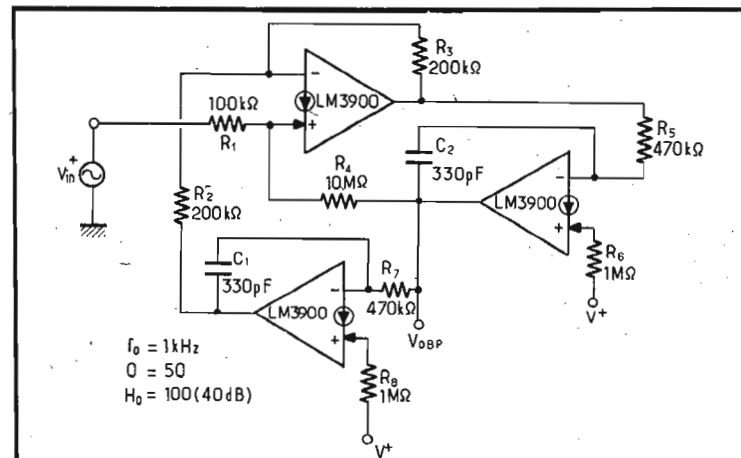 R3
200kΩ
−
LM3900
+
100kΩ
R1
Vin
+
R2
200kΩ
R4
10MΩ
C2
330pF
R5
470kΩ
−
LM3900
+
R6
1MΩ
V+
C1
330pF
R7
470kΩ
−
LM3900
+
VOBP
R8
1MΩ
V+
f0 = 1kHz
Q = 50
H0 = 100(40dB)